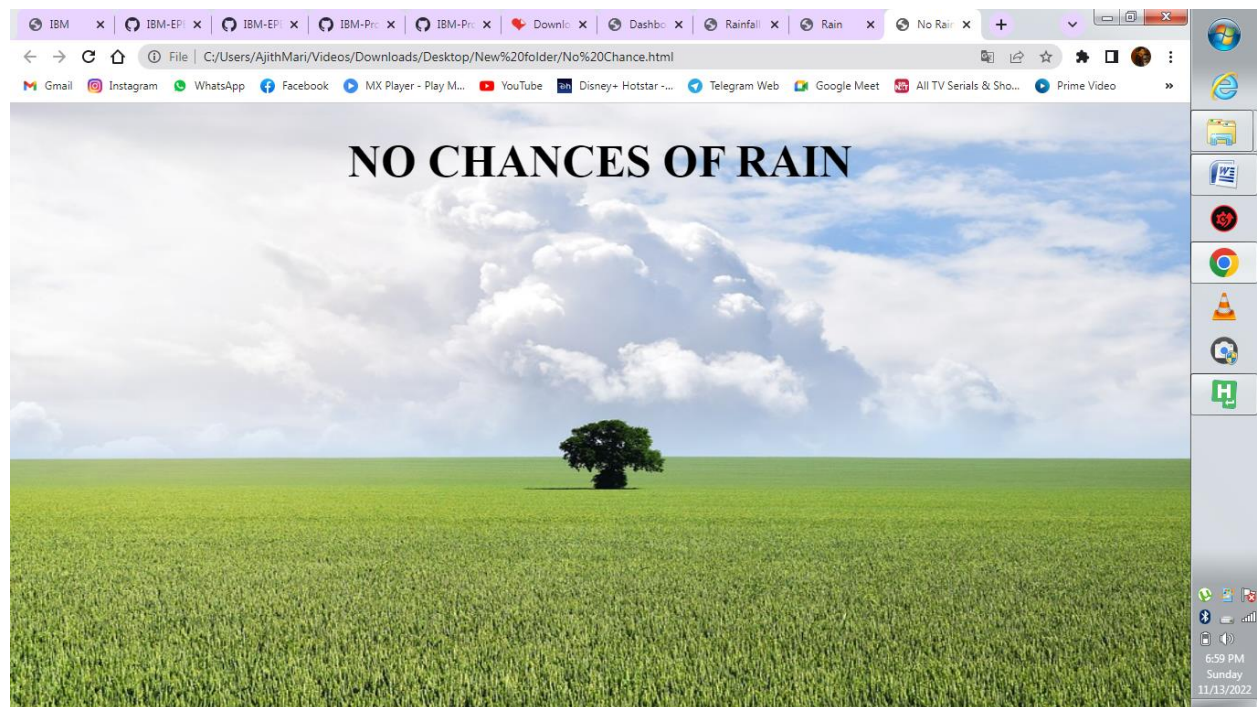 IBM IBM-EPI IBM-EPI IBM-Pro IBM-Pro Downlo Dashbo Rainfall Rain No Rain
File | C:/Users/AjithMari/Videos/Downloads/Desktop/New%20folder/No%20Chance.html
Gmail Instagram WhatsApp Facebook MX Player - Play M... YouTube Disney+ Hotstar -... Telegram Web Google Meet All TV Serials & Sho... Prime Video »
NO CHANCES OF RAIN
6:59 PM
Sunday
11/13/2022